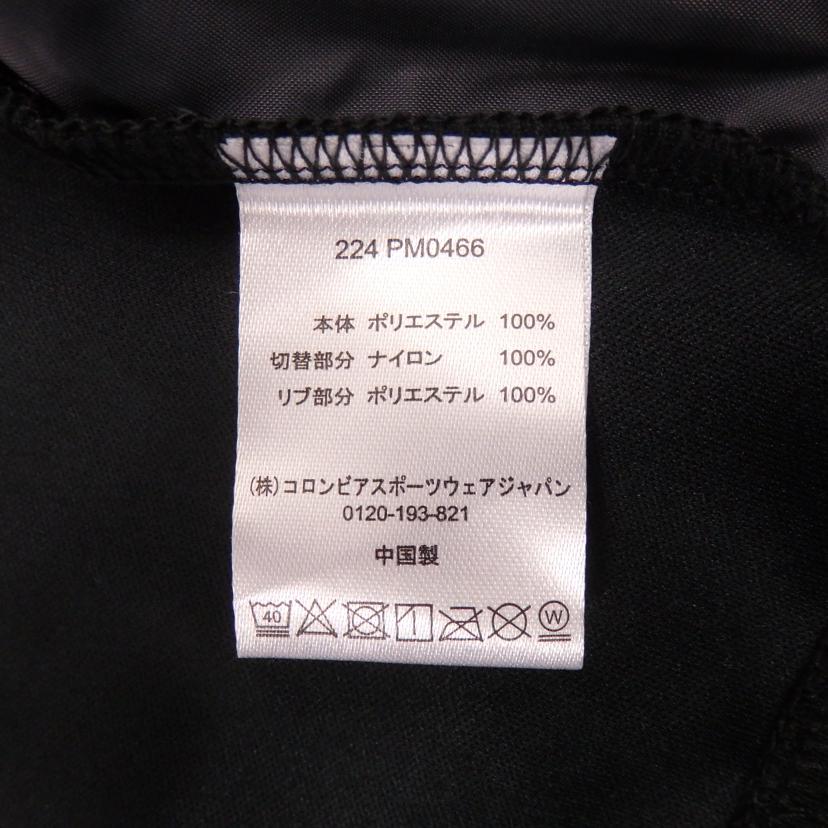 224 PM0466
本体 ポリエステル 100%
切替部分 ナイロン 100%
リブ部分 ポリエステル 100%
(株)コロンビアスポーツウェアジャパン
0120-193-821
中国製
40 W